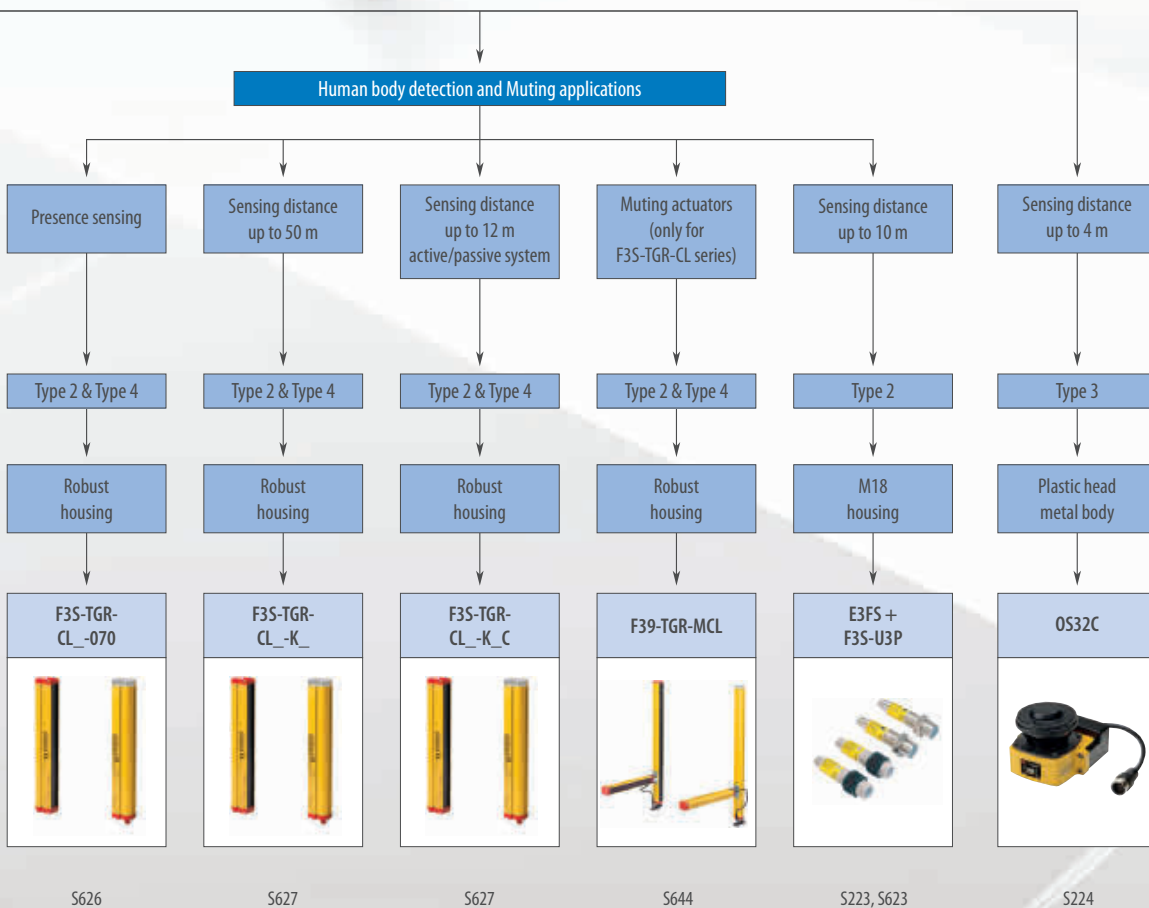 Human body detection and Muting applications
Presence sensing
Sensing distance
up to 50 m
Sensing distance
up to 12 m
active/passive system
Muting actuators
(only for
F3S-TGR-CL series)
Sensing distance
up to 10 m
Sensing distance
up to 4 m
Type 2 & Type 4
Type 2 & Type 4
Type 2 & Type 4
Type 2 & Type 4
Type 2
Type 3
Robust
housing
Robust
housing
Robust
housing
Robust
housing
M18
housing
Plastic head
metal body
F3S-TGR-
CL_-070
F3S-TGR-
CL_-K_
F3S-TGR-
CL_-K_C
F39-TGR-MCL
E3FS +
F3S-U3P
OS32C
S626
S627
S627
S644
S223, S623
S224